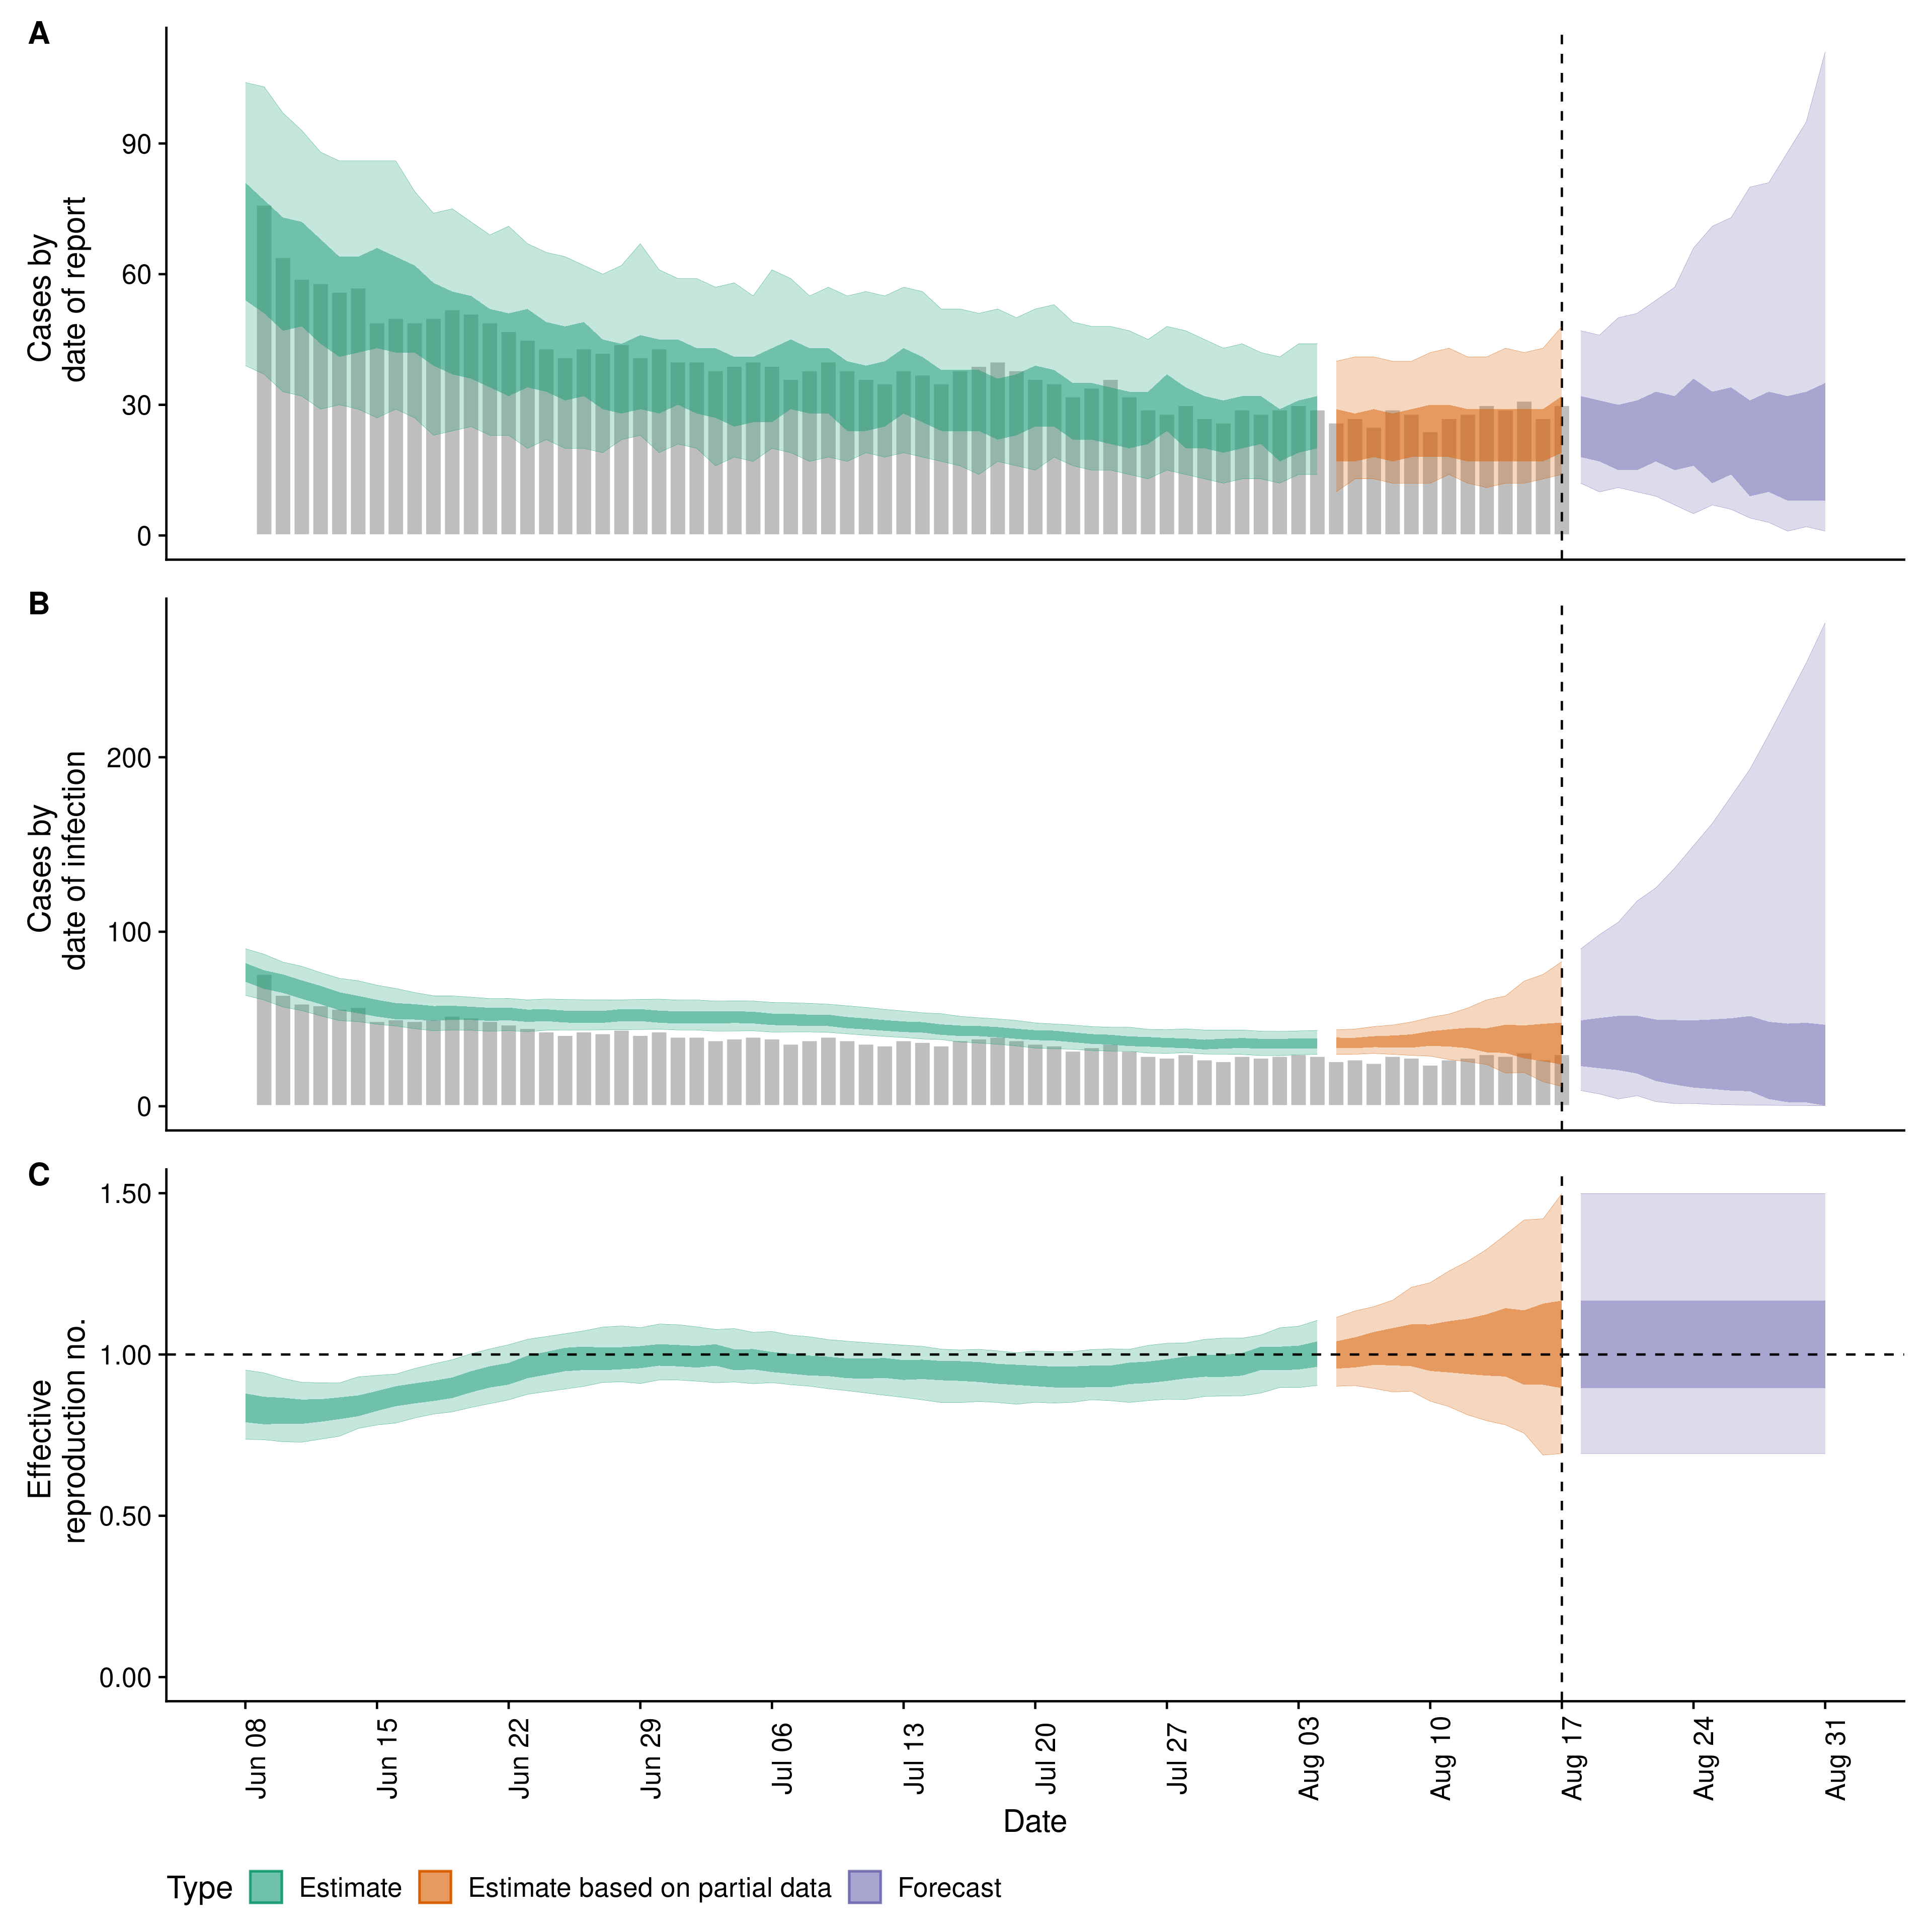 A
Cases by
date of report
90
60
30
0
B
Cases by
date of infection
200
100
0
C
Effective
reproduction no.
1.50
1.00
0.50
0.00
Jun 08
Jun 15
Jun 22
Jun 29
Jul 06
Jul 13
Jul 20
Jul 27
Aug 03
Aug 10
Aug 17
Aug 24
Aug 31
Date
Type Estimate Estimate based on partial data Forecast